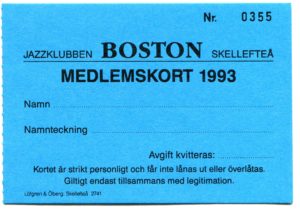 Nr. 0355
JAZZKLUBBEN BOSTON SKELLEFTEÅ
MEDLEMSKORT 1993
Namn
Namnteckning
Avgift kvitteras:
Kortet är strikt personligt och får inte lånas ut eller överlåtas.
Giltigt endast tillsammans med legitimation.
Löfgren & Öberg, Skellefteå 2741